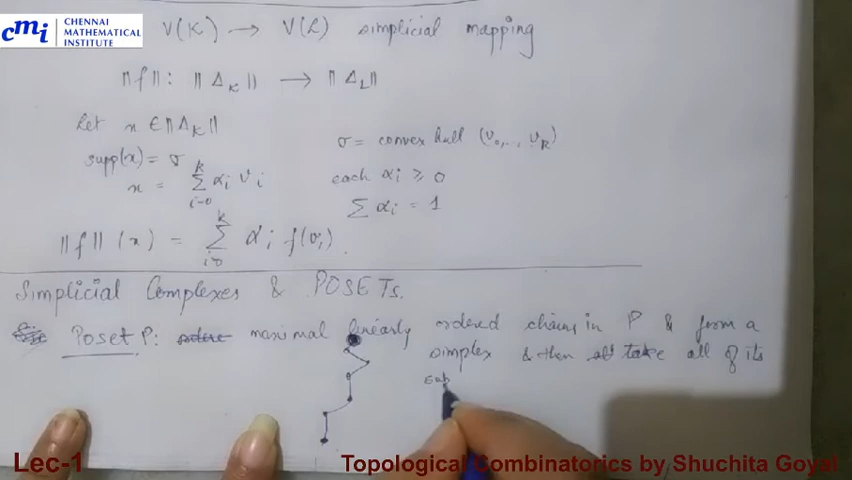 cmi CHENNAI
MATHEMATICAL
INSTITUTE
V(K) → V(L) simplicial mapping
||f||: ||Δ_K|| → ||Δ_L||
Let x ∈ ||Δ_K||
supp(x) = σ σ = convex hull (v_0, .., v_k)
x = Σ_{i=0}^{k} α_i v_i each α_i ≥ 0
Σ α_i = 1
||f|| (x) = Σ_{i=0}^{k} α_i f(v_i).
Simplicial Complexes & POSETs.
Poset P: maximal linearly ordered chains in P & form a
simplex & then take all of its
sub
Lec-1 Topological Combinatorics by Shuchita Goyal